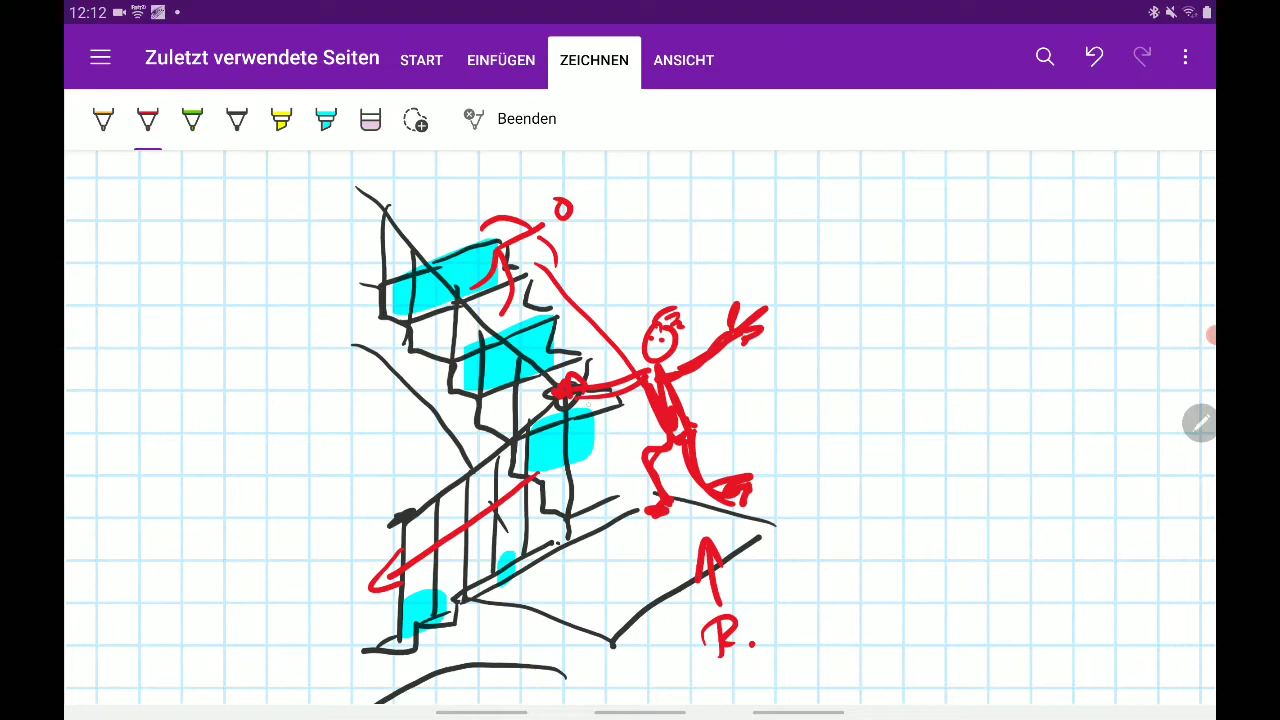 12:12
Zuletzt verwendete Seiten START EINFÜGEN ZEICHNEN ANSICHT
Beenden
R.